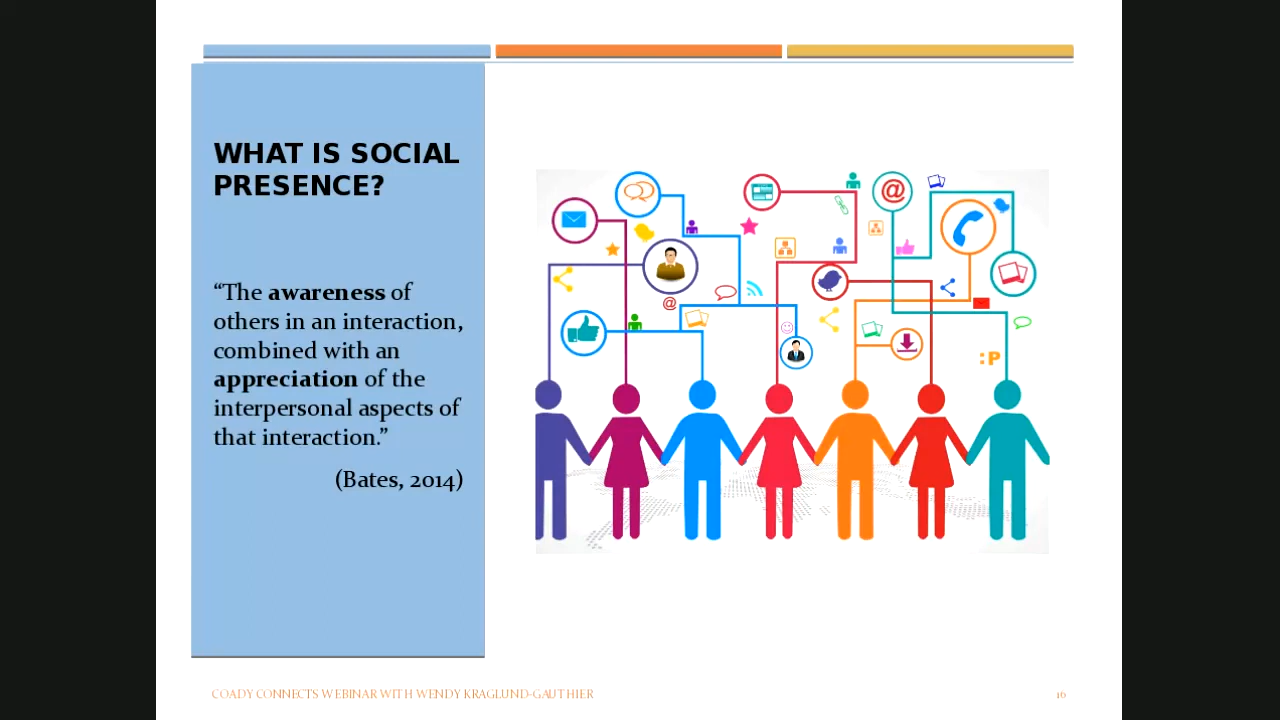 WHAT IS SOCIAL
PRESENCE?
“The awareness of
others in an interaction,
combined with an
appreciation of the
interpersonal aspects of
that interaction.”
(Bates, 2014)
@
@
:P
COADY CONNECTS WEBINAR WITH WENDY KRAGLUND-GAUTHIER